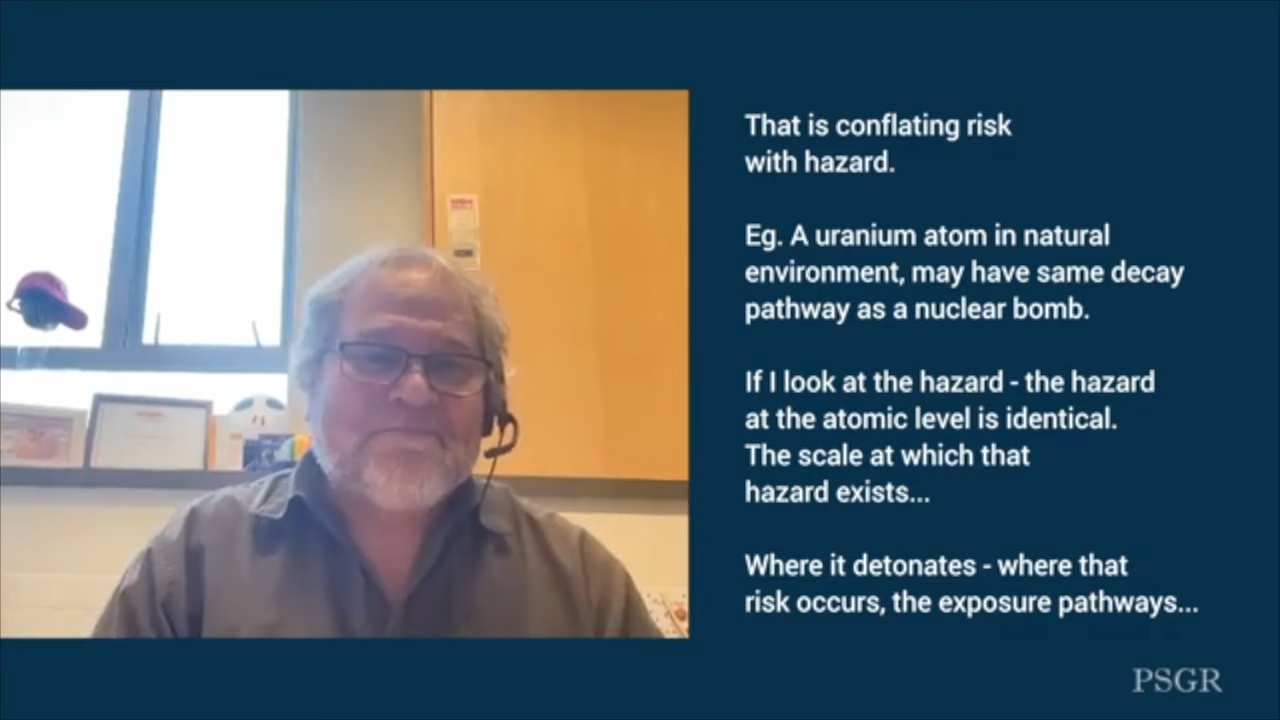 That is conflating risk
with hazard.
Eg. A uranium atom in natural
environment, may have same decay
pathway as a nuclear bomb.
If I look at the hazard - the hazard
at the atomic level is identical.
The scale at which that
hazard exists...
Where it detonates - where that
risk occurs, the exposure pathways...
PSGR